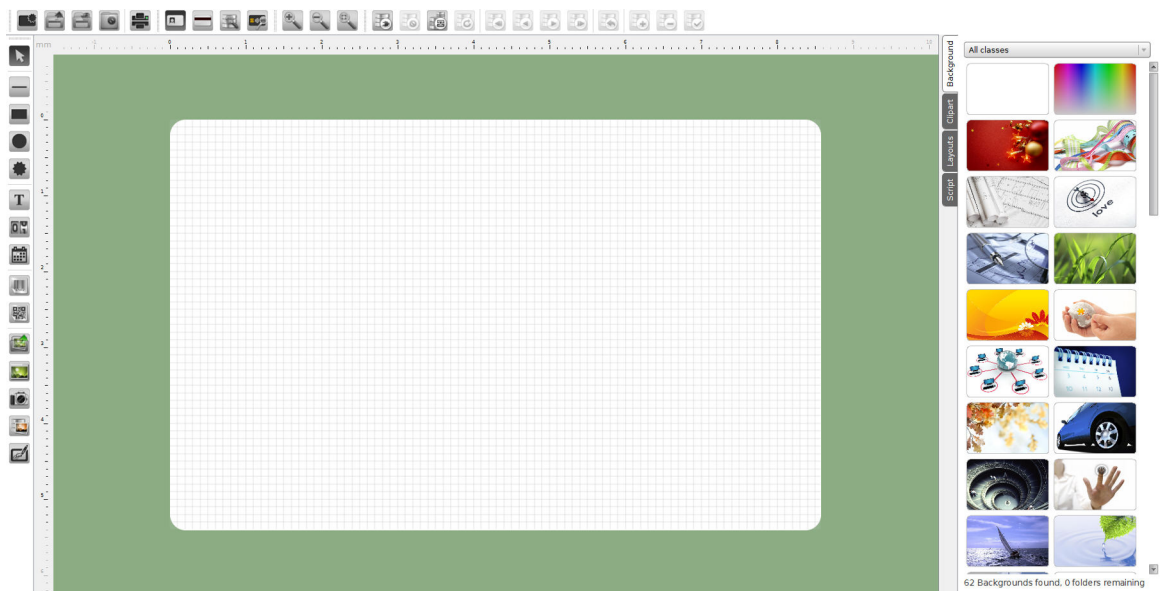 mm
Background
Clipart
Layouts
Script
All classes
love
62 Backgrounds found, 0 folders remaining